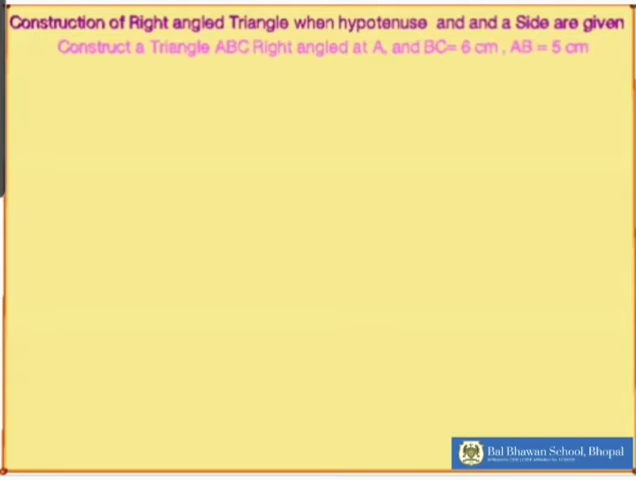 Construction of Right angled Triangle when hypotenuse and and a Side are given
Construct a Triangle ABC Right angled at A, and BC= 6 cm , AB = 5 cm
Bal Bhawan School, Bhopal